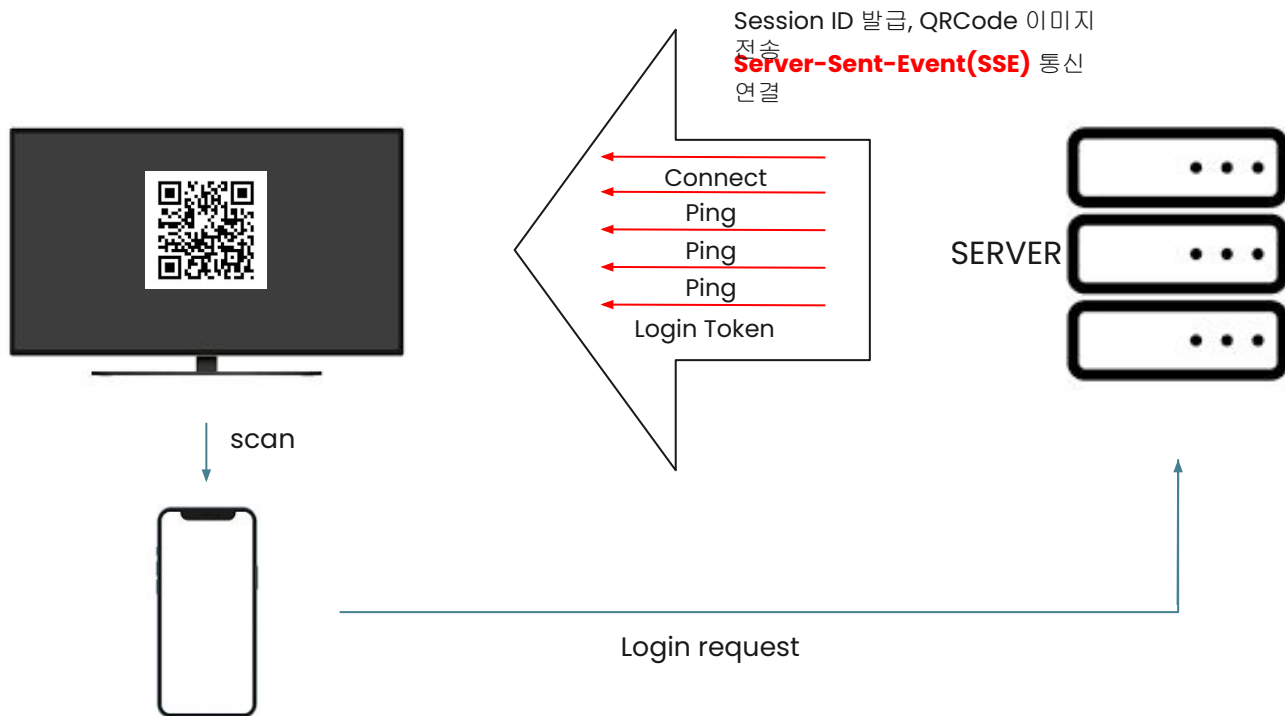 Session ID 발급, QRCode 이미지
전송
Server-Sent-Event(SSE) 통신
연결
Connect
Ping
Ping
Ping
Login Token
SERVER
scan
Login request